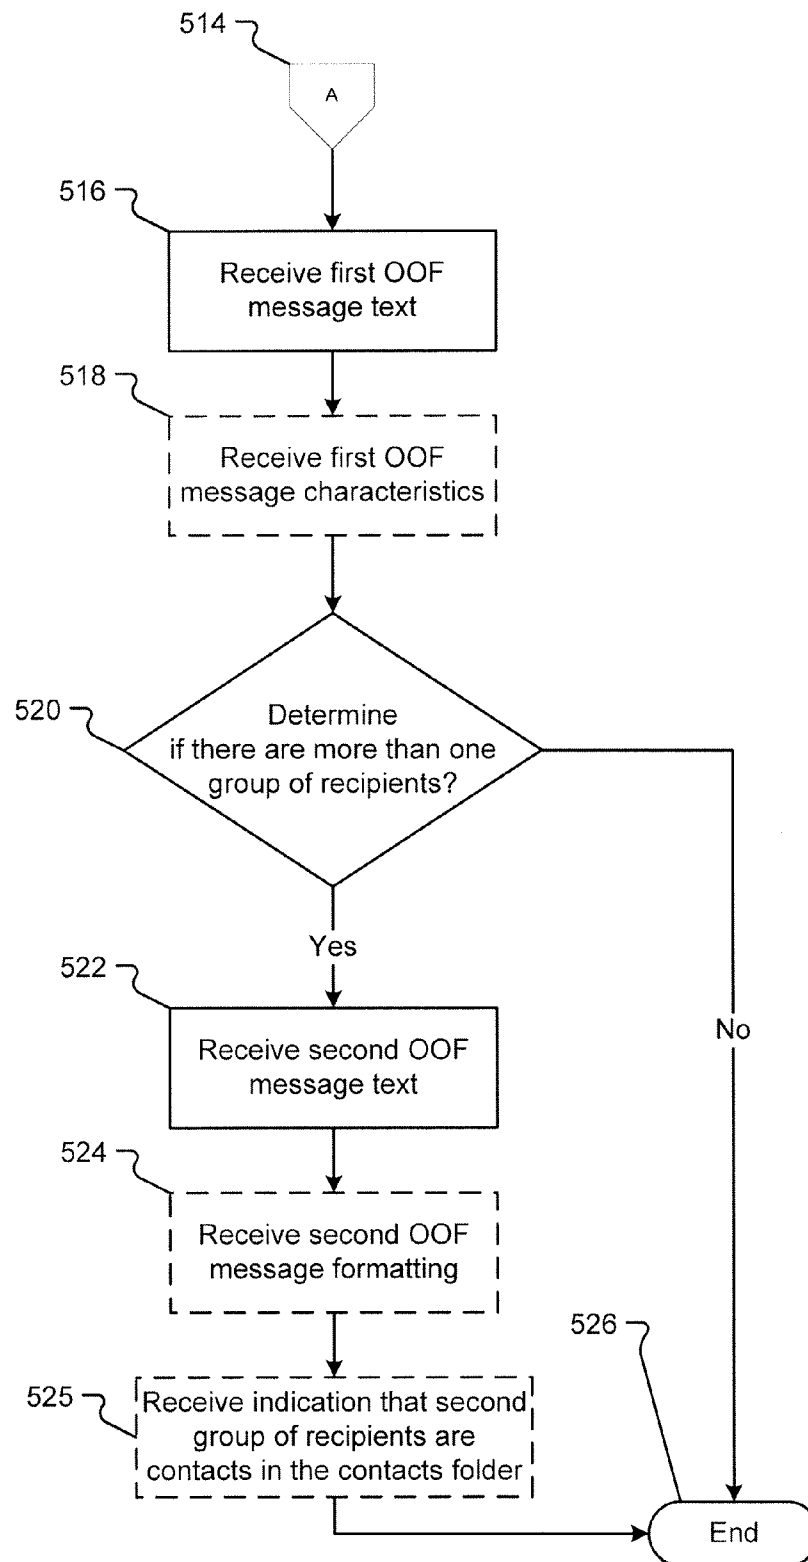 514
A
516
Receive first OOF
message text
518
Receive first OOF
message characteristics
520
Determine
if there are more than one
group of recipients?
Yes
No
522
Receive second OOF
message text
524
Receive second OOF
message formatting
525
Receive indication that second
group of recipients are
contacts in the contacts folder
526
End